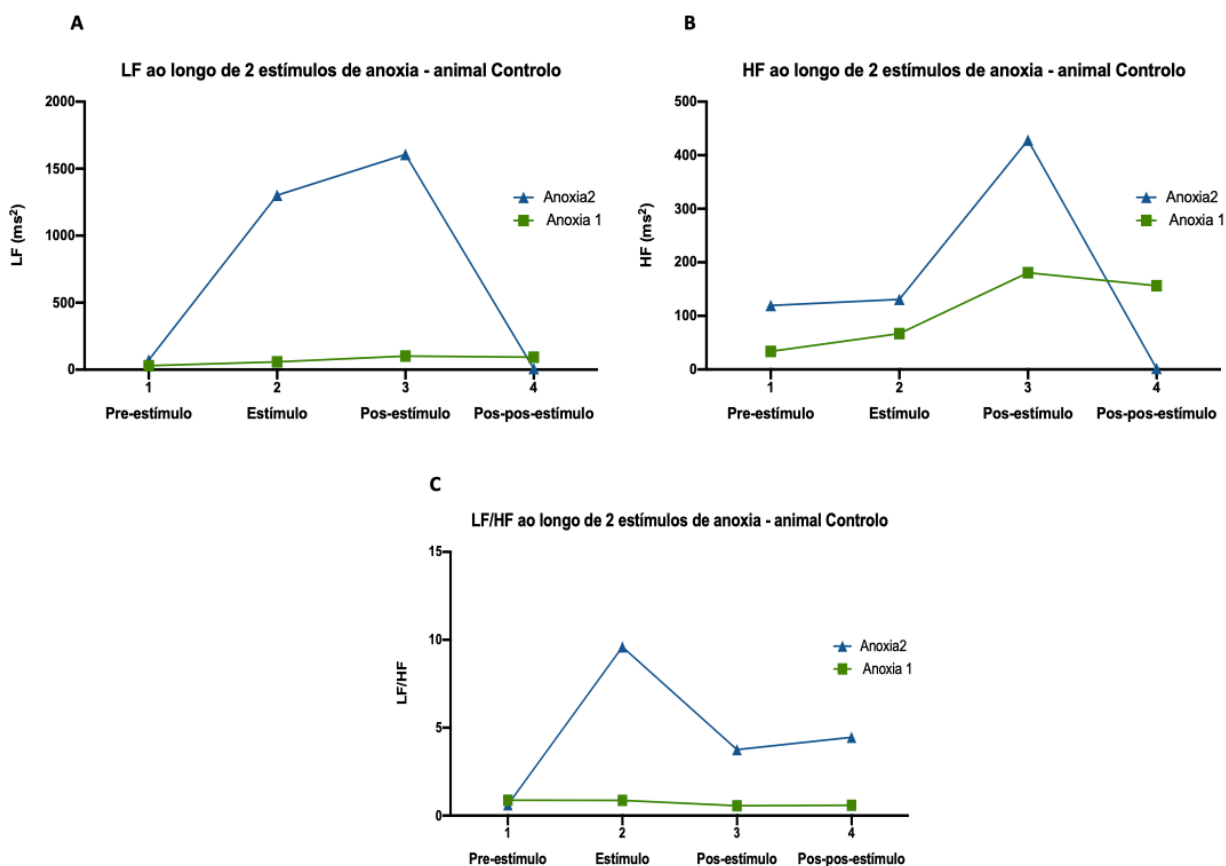 A
LF ao longo de 2 estímulos de anoxia - animal Controlo
2000
1500
1000
500
0
LF (ms²)
Anoxia2
Anoxia 1
1
2
3
4
Pre-estímulo
Estímulo
Pos-estímulo
Pos-pos-estímulo
B
HF ao longo de 2 estímulos de anoxia - animal Controlo
500
400
300
200
100
0
HF (ms²)
Anoxia2
Anoxia 1
1
2
3
4
Pre-estímulo
Estímulo
Pos-estímulo
Pos-pos-estímulo
C
LF/HF ao longo de 2 estímulos de anoxia - animal Controlo
15
10
5
0
LF/HF
Anoxia2
Anoxia 1
1
2
3
4
Pre-estímulo
Estímulo
Pos-estímulo
Pos-pos-estímulo